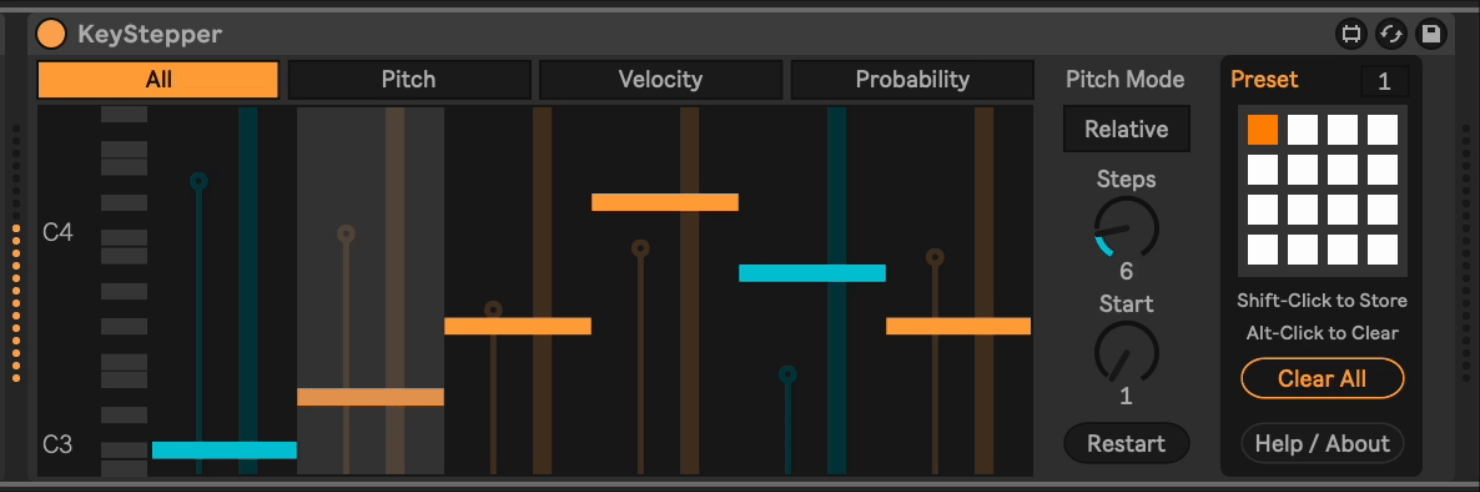 KeyStepper
All Pitch Velocity Probability
Pitch Mode
Relative
Steps
6
Start
1
Restart
C4
C3
Preset 1
Shift-Click to Store
Alt-Click to Clear
Clear All
Help / About